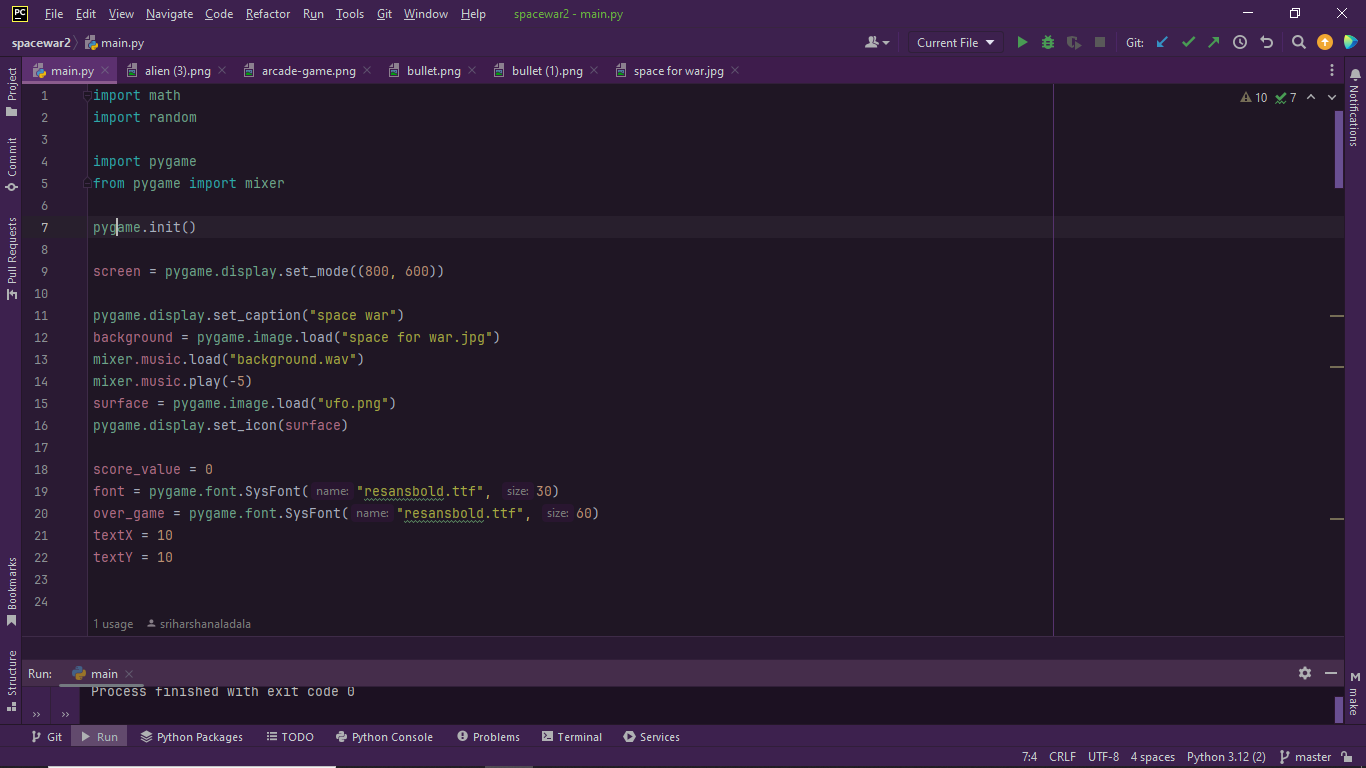 PC File Edit View Navigate Code Refactor Run Tools Git Window Help spacewar2 - main.py
spacewar2 main.py Current File Git:
main.py alien (3).png arcade-game.png bullet.png bullet (1).png space for war.jpg
Project
Commit
Pull Requests
Bookmarks
Structure
10 7
1 import math
2 import random
3
4 import pygame
5 from pygame import mixer
6
7 pygame.init()
8
9 screen = pygame.display.set_mode((800, 600))
10
11 pygame.display.set_caption("space war")
12 background = pygame.image.load("space for war.jpg")
13 mixer.music.load("background.wav")
14 mixer.music.play(-5)
15 surface = pygame.image.load("ufo.png")
16 pygame.display.set_icon(surface)
17
18 score_value = 0
19 font = pygame.font.SysFont( name: "resansbold.ttf", size: 30)
20 over_game = pygame.font.SysFont( name: "resansbold.ttf", size: 60)
21 textX = 10
22 textY = 10
23
24
1 usage sriharshanaladala
Notifications
M make
Run: main
Process finished with exit code 0
›› ››
Git Run Python Packages TODO Python Console Problems Terminal Services
7:4 CRLF UTF-8 4 spaces Python 3.12 (2) master